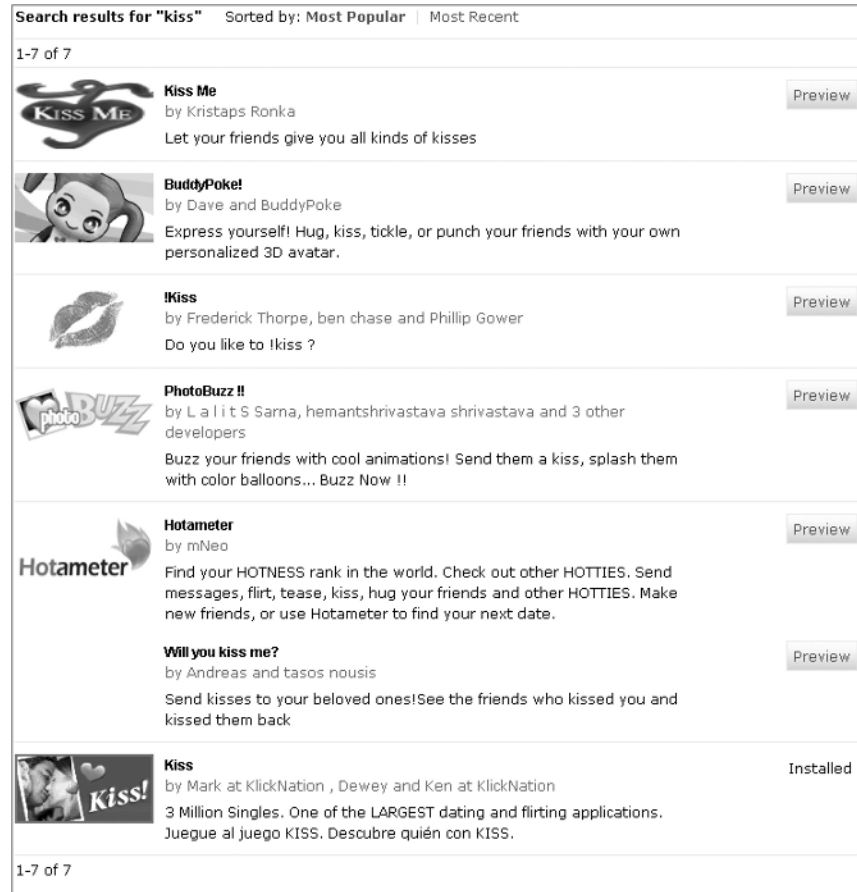 Search results for "kiss" Sorted by: Most Popular | Most Recent
1-7 of 7
KISS ME
Kiss Me
Preview
by Kristaps Ronka
Let your friends give you all kinds of kisses
BuddyPoke!
Preview
by Dave and BuddyPoke
Express yourself! Hug, kiss, tickle, or punch your friends with your own
personalized 3D avatar.
!Kiss
Preview
by Frederick Thorpe, ben chase and Phillip Gower
Do you like to !kiss ?
photo BUZZ
PhotoBuzz !!
Preview
by L a l i t S Sarna, hemantshrivastava shrivastava and 3 other
developers
Buzz your friends with cool animations! Send them a kiss, splash them
with color balloons... Buzz Now !!
Hotameter
Hotameter
Preview
by mNeo
Find your HOTNESS rank in the world. Check out other HOTTIES. Send
messages, flirt, tease, kiss, hug your friends and other HOTTIES. Make
new friends, or use Hotameter to find your next date.
Will you kiss me?
Preview
by Andreas and tasos nousis
Send kisses to your beloved ones!See the friends who kissed you and
kissed them back
Kiss!
Kiss
Installed
by Mark at KlickNation , Dewey and Ken at KlickNation
3 Million Singles. One of the LARGEST dating and flirting applications.
Juegue al juego KISS. Descubre quién con KISS.
1-7 of 7